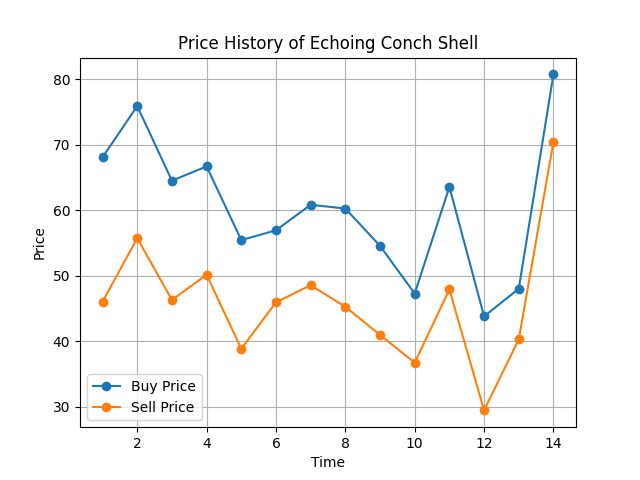 Price History of Echoing Conch Shell
80
70
60
50
40
30
Price
Buy Price
Sell Price
2 4 6 8 10 12 14
Time